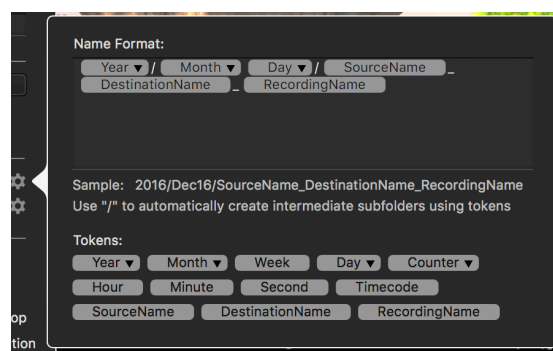 Name Format:
Year ▼ / Month ▼ Day ▼ / SourceName _
DestinationName _ RecordingName
Sample: 2016/Dec16/SourceName_DestinationName_RecordingName
Use "/" to automatically create intermediate subfolders using tokens
Tokens:
Year ▼ Month ▼ Week Day ▼ Counter ▼
Hour Minute Second Timecode
SourceName DestinationName RecordingName
op
tion